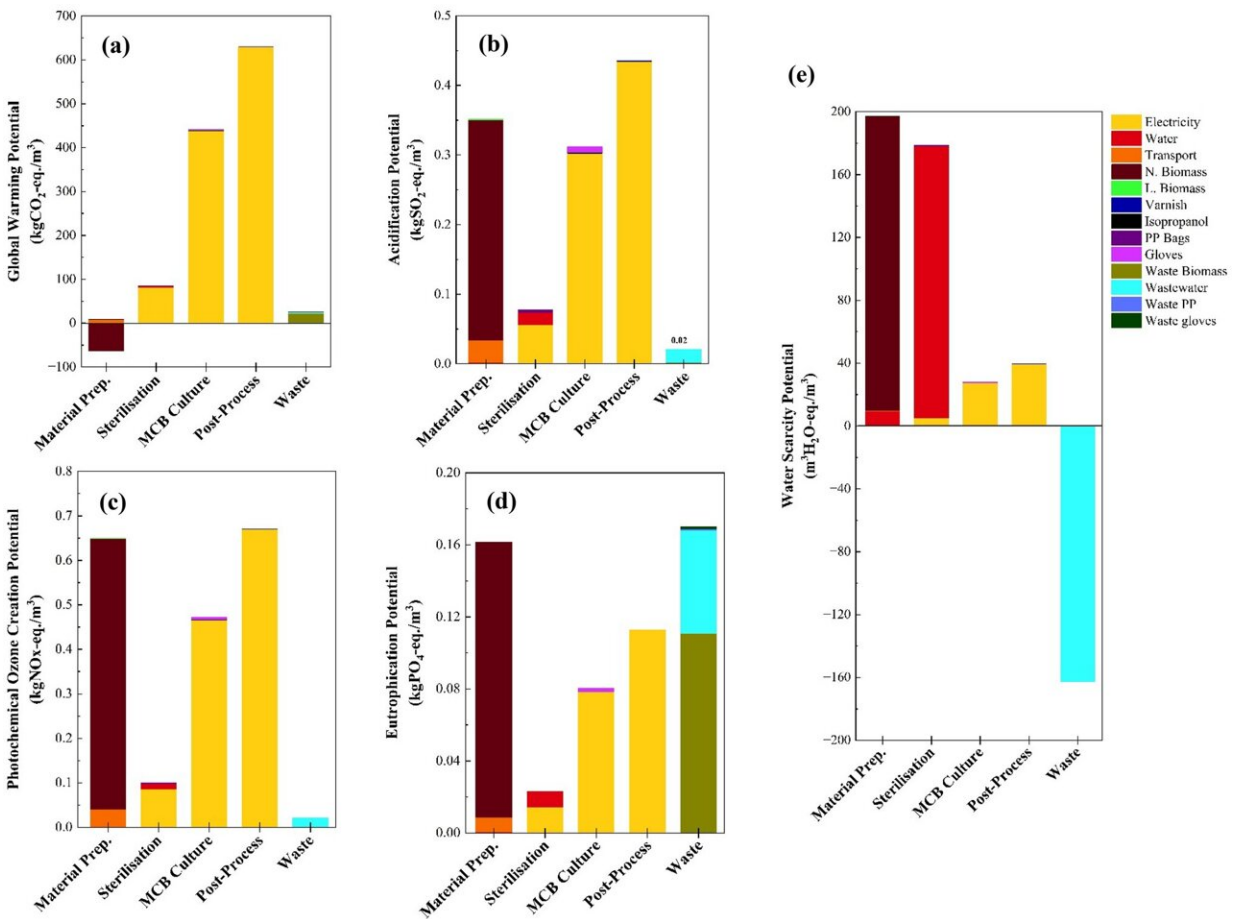 (a)
Global Warming Potential
(kgCO₂-eq./m³)
700
600
500
400
300
200
100
0
−100
Material Prep.
Sterilisation
MCB Culture
Post-Process
Waste
(b)
Acidification Potential
(kgSO₂-eq./m³)
0.4
0.3
0.2
0.1
0.0
0.02
Material Prep.
Sterilisation
MCB Culture
Post-Process
Waste
(c)
Photochemical Ozone Creation Potential
(kgNOx-eq./m³)
0.8
0.7
0.6
0.5
0.4
0.3
0.2
0.1
0.0
Material Prep.
Sterilisation
MCB Culture
Post-Process
Waste
(d)
Eutrophication Potential
(kgPO₄-eq./m³)
0.20
0.16
0.12
0.08
0.04
0.00
Material Prep.
Sterilisation
MCB Culture
Post-Process
Waste
(e)
Water Scarcity Potential
(m³H₂O-eq./m³)
200
160
120
80
40
0
−40
−80
−120
−160
−200
Material Prep.
Sterilisation
MCB Culture
Post-Process
Waste
Electricity
Water
Transport
N. Biomass
L. Biomass
Varnish
Isopropanol
PP Bags
Gloves
Waste Biomass
Wastewater
Waste PP
Waste gloves